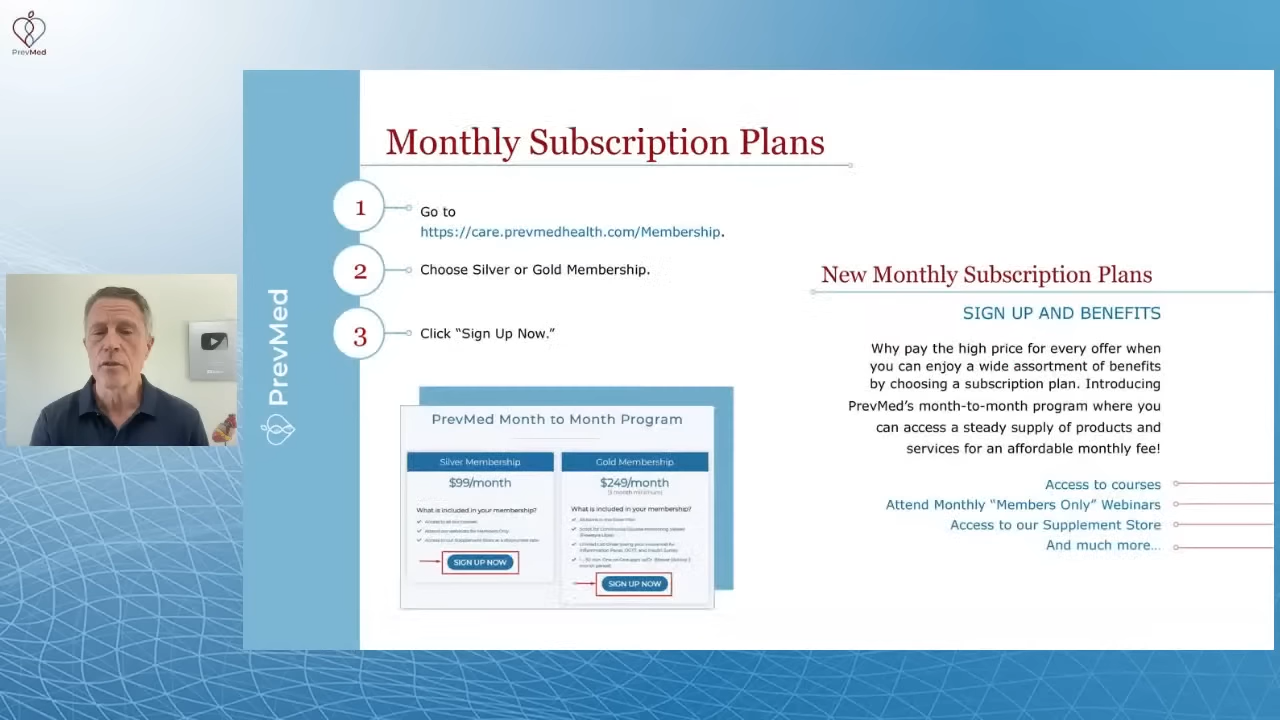 PrevMed
Monthly Subscription Plans
1
Go to
https://care.prevmedhealth.com/Membership.
2
Choose Silver or Gold Membership.
3
Click “Sign Up Now.”
PrevMed
PrevMed Month to Month Program
Silver Membership
$99/month
What is included in your membership?
SIGN UP NOW
Gold Membership
$249/month
What is included in your membership?
SIGN UP NOW
New Monthly Subscription Plans
SIGN UP AND BENEFITS
Why pay the high price for every offer when
you can enjoy a wide assortment of benefits
by choosing a subscription plan. Introducing
PrevMed’s month-to-month program where you
can access a steady supply of products and
services for an affordable monthly fee!
Access to courses
Attend Monthly “Members Only” Webinars
Access to our Supplement Store
And much more…